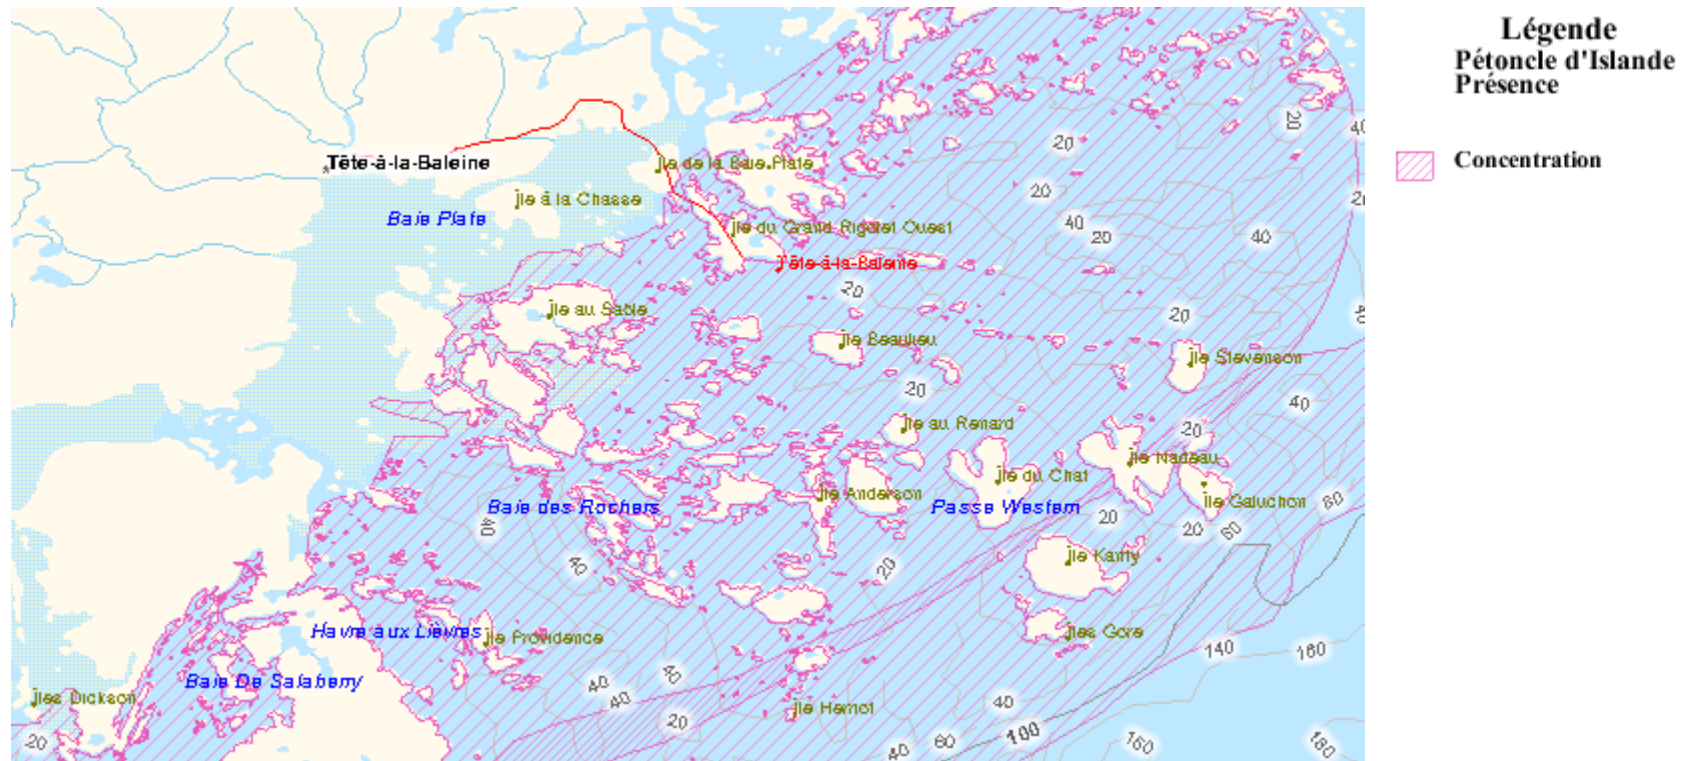 Légende
Pétoncle d'Islande
Présence
Concentration
20
40
20
Tête-à-la-Baleine
Île de la Baie Plate
20
Île à la Chasse
Baie Plate
40
20
40
Île du Grand Rigolet Ouest
Tête-à-la-Baleine
20
Île au Sable
20
40
Île Beaulieu
Île Stevenson
20
40
Île au Renard
20
Île Nadeau
Île du Chat
Île Anderson
Baie des Rochers
Passe Western
Île Galuchon
80
20
20
60
40
40
20
Île Kanty
Havre aux Lièvres
Île Providence
Îles Gore
140
160
Baie De Salaberry
40
40
40
Îles Dickson
Île Hernot
40
20
20
100
40
60
160
180